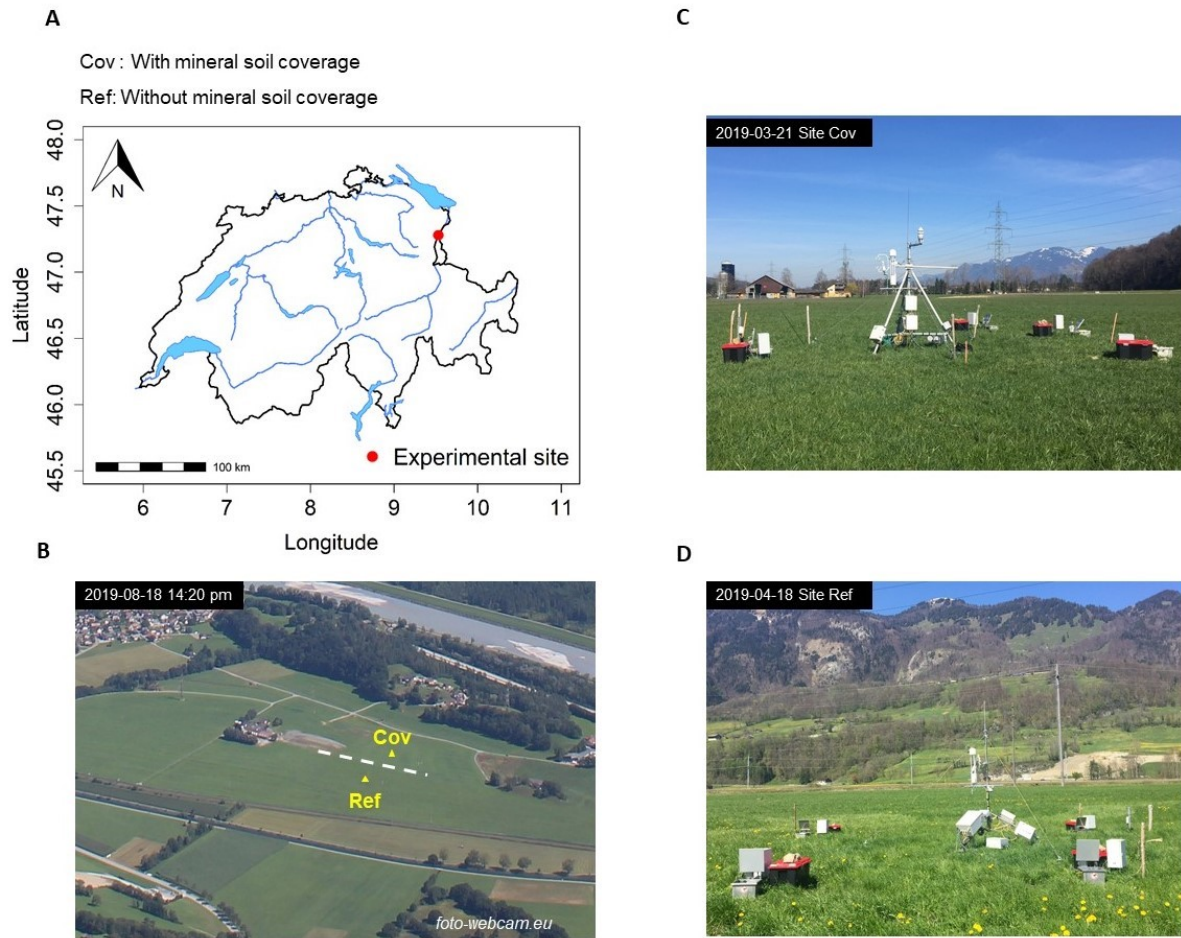 A
Cov : With mineral soil coverage
Ref: Without mineral soil coverage
48.0
47.5
47.0
46.5
46.0
45.5
Latitude
N
100 km
Experimental site
6 7 8 9 10 11
Longitude
B
2019-08-18 14:20 pm
Cov
Ref
foto-webcam.eu
C
2019-03-21 Site Cov
D
2019-04-18 Site Ref